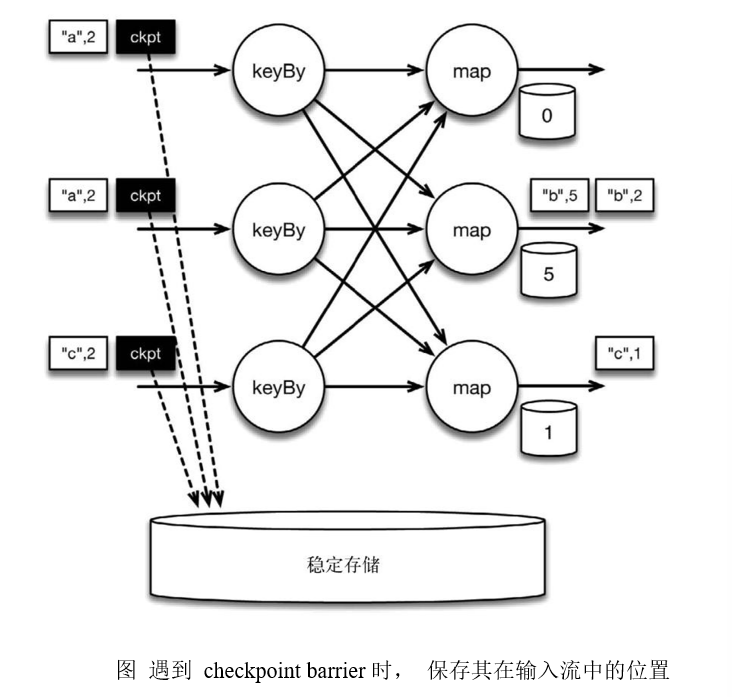 "a",2 ckpt
keyBy map
0
"a",2 ckpt "b",5 "b",2
keyBy map
5
"c",2 ckpt "c",1
keyBy map
1
稳定存储
图 遇到 checkpoint barrier 时， 保存其在输入流中的位置